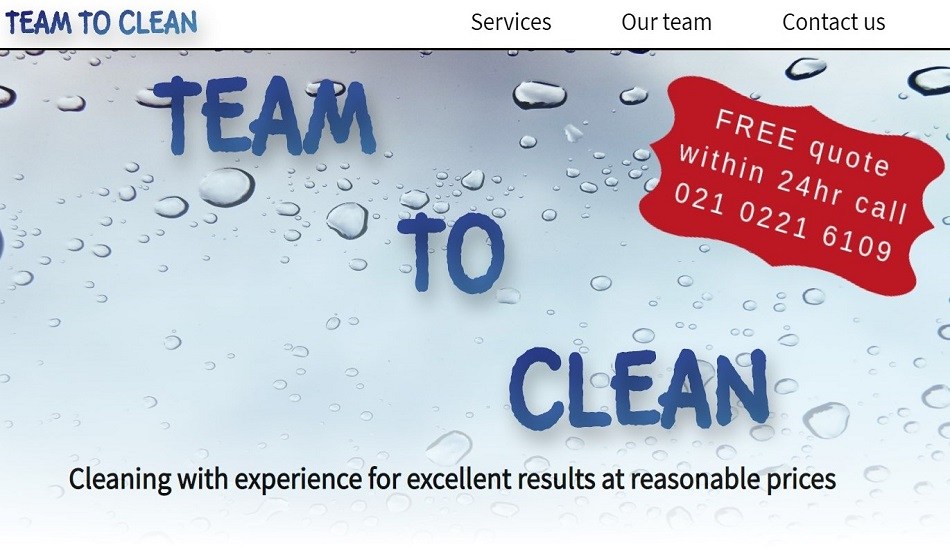 TEAM TO CLEAN
Services
Our team
Contact us
TEAM
TO
CLEAN
FREE quote
within 24hr call
021 0221 6109
Cleaning with experience for excellent results at reasonable prices